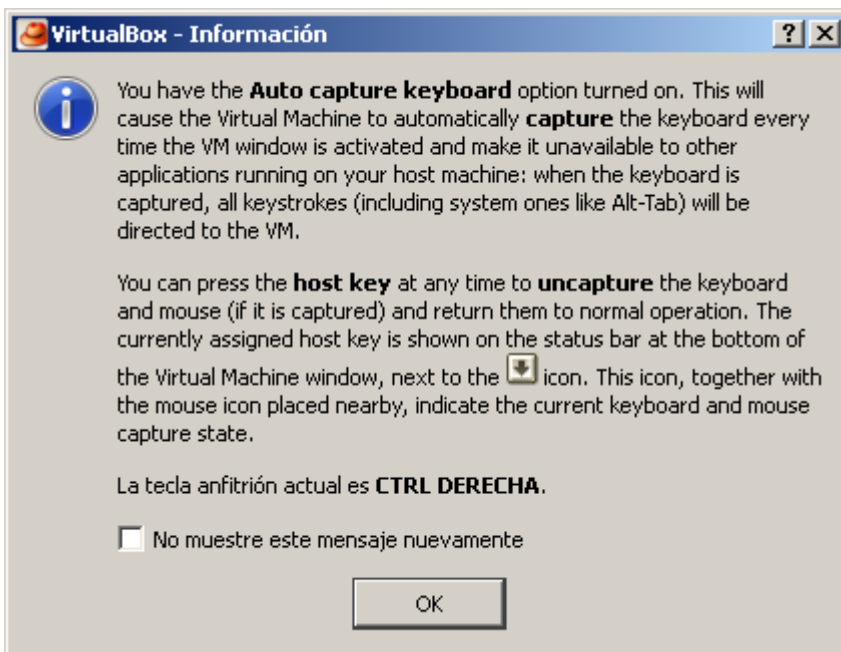 VirtualBox - Información
You have the Auto capture keyboard option turned on. This will
cause the Virtual Machine to automatically capture the keyboard every
time the VM window is activated and make it unavailable to other
applications running on your host machine: when the keyboard is
captured, all keystrokes (including system ones like Alt-Tab) will be
directed to the VM.
You can press the host key at any time to uncapture the keyboard
and mouse (if it is captured) and return them to normal operation. The
currently assigned host key is shown on the status bar at the bottom of
the Virtual Machine window, next to the icon. This icon, together with
the mouse icon placed nearby, indicate the current keyboard and mouse
capture state.
La tecla anfitrión actual es CTRL DERECHA.
No muestre este mensaje nuevamente
OK